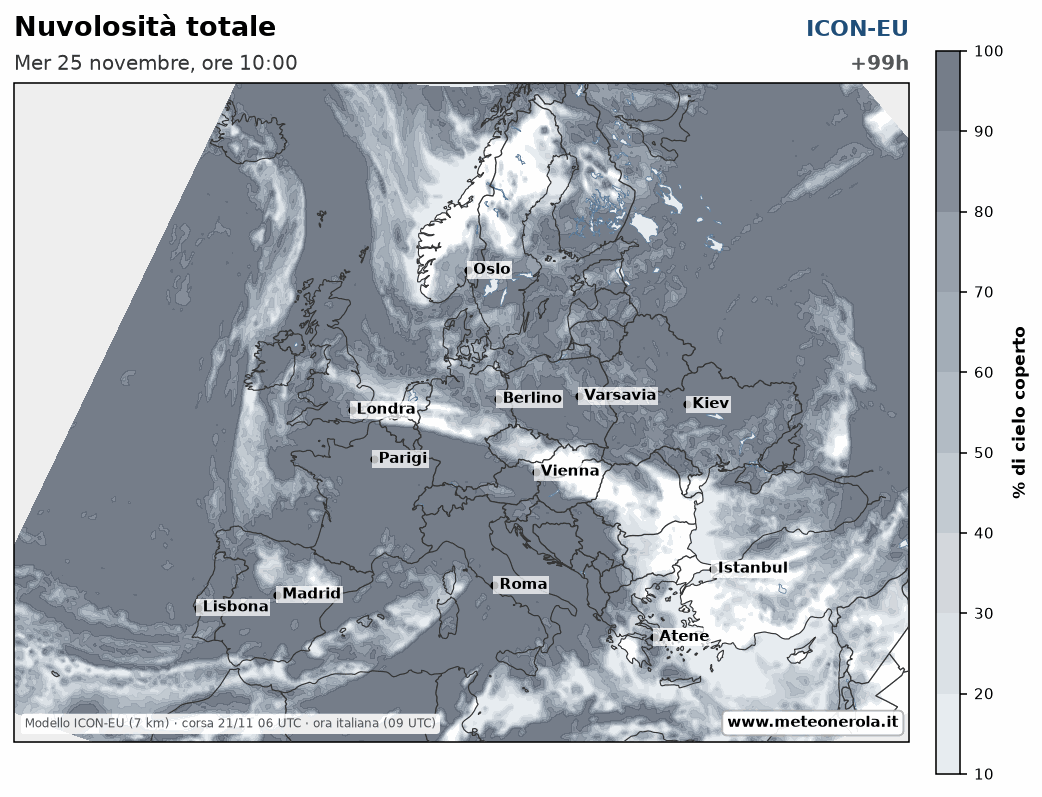 Nuvolosità totale
ICON-EU
Mer 25 novembre, ore 10:00
+99h
100
90
80
70
60
50
40
30
20
10
% di cielo coperto
Oslo
Berlino
Varsavia
Kiev
Londra
Parigi
Vienna
Istanbul
Roma
Madrid
Lisbona
Atene
Modello ICON-EU (7 km) · corsa 21/11 06 UTC · ora italiana (09 UTC)
www.meteonerola.it